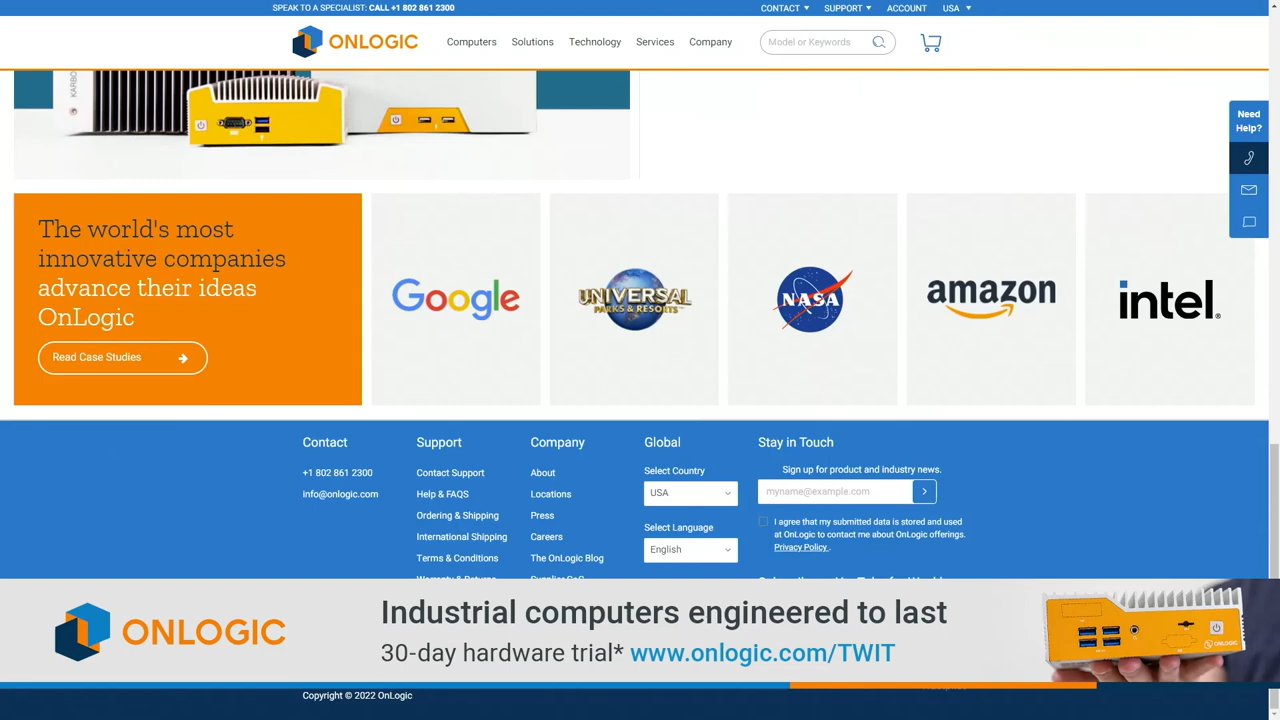 SPEAK TO A SPECIALIST: CALL +1 802 861 2300
CONTACT SUPPORT ACCOUNT USA
ONLOGIC
Computers Solutions Technology Services Company
Model or Keywords
Need
Help?
KARBO
The world's most
innovative companies
advance their ideas
OnLogic
Read Case Studies
Google
UNIVERSAL
PARKS & RESORTS
NASA
amazon
intel®
Contact
+1 802 861 2300
info@onlogic.com
Support
Contact Support
Help & FAQS
Ordering & Shipping
International Shipping
Terms & Conditions
Warranty & Returns
Company
About
Locations
Press
Careers
The OnLogic Blog
Supplier CoC
Global
Select Country
USA
Select Language
English
Stay in Touch
Sign up for product and industry news.
myname@example.com
I agree that my submitted data is stored and used
at OnLogic to contact me about OnLogic offerings.
Privacy Policy .
ONLOGIC
Industrial computers engineered to last
30-day hardware trial* www.onlogic.com/TWIT
ONLOGIC
Copyright © 2022 OnLogic